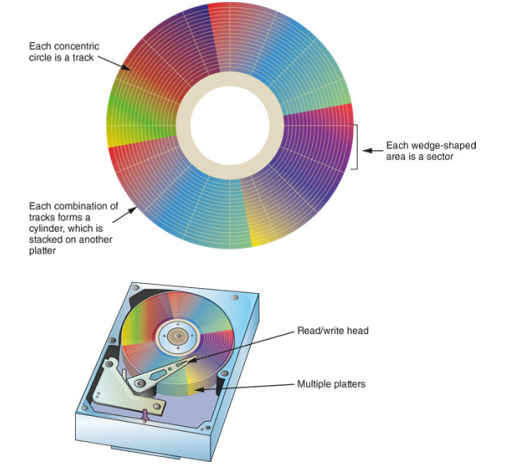 Each concentric
circle is a track
Each wedge-shaped
area is a sector
Each combination of
tracks forms a
cylinder, which is
stacked on another
platter
Read/write head
Multiple platters